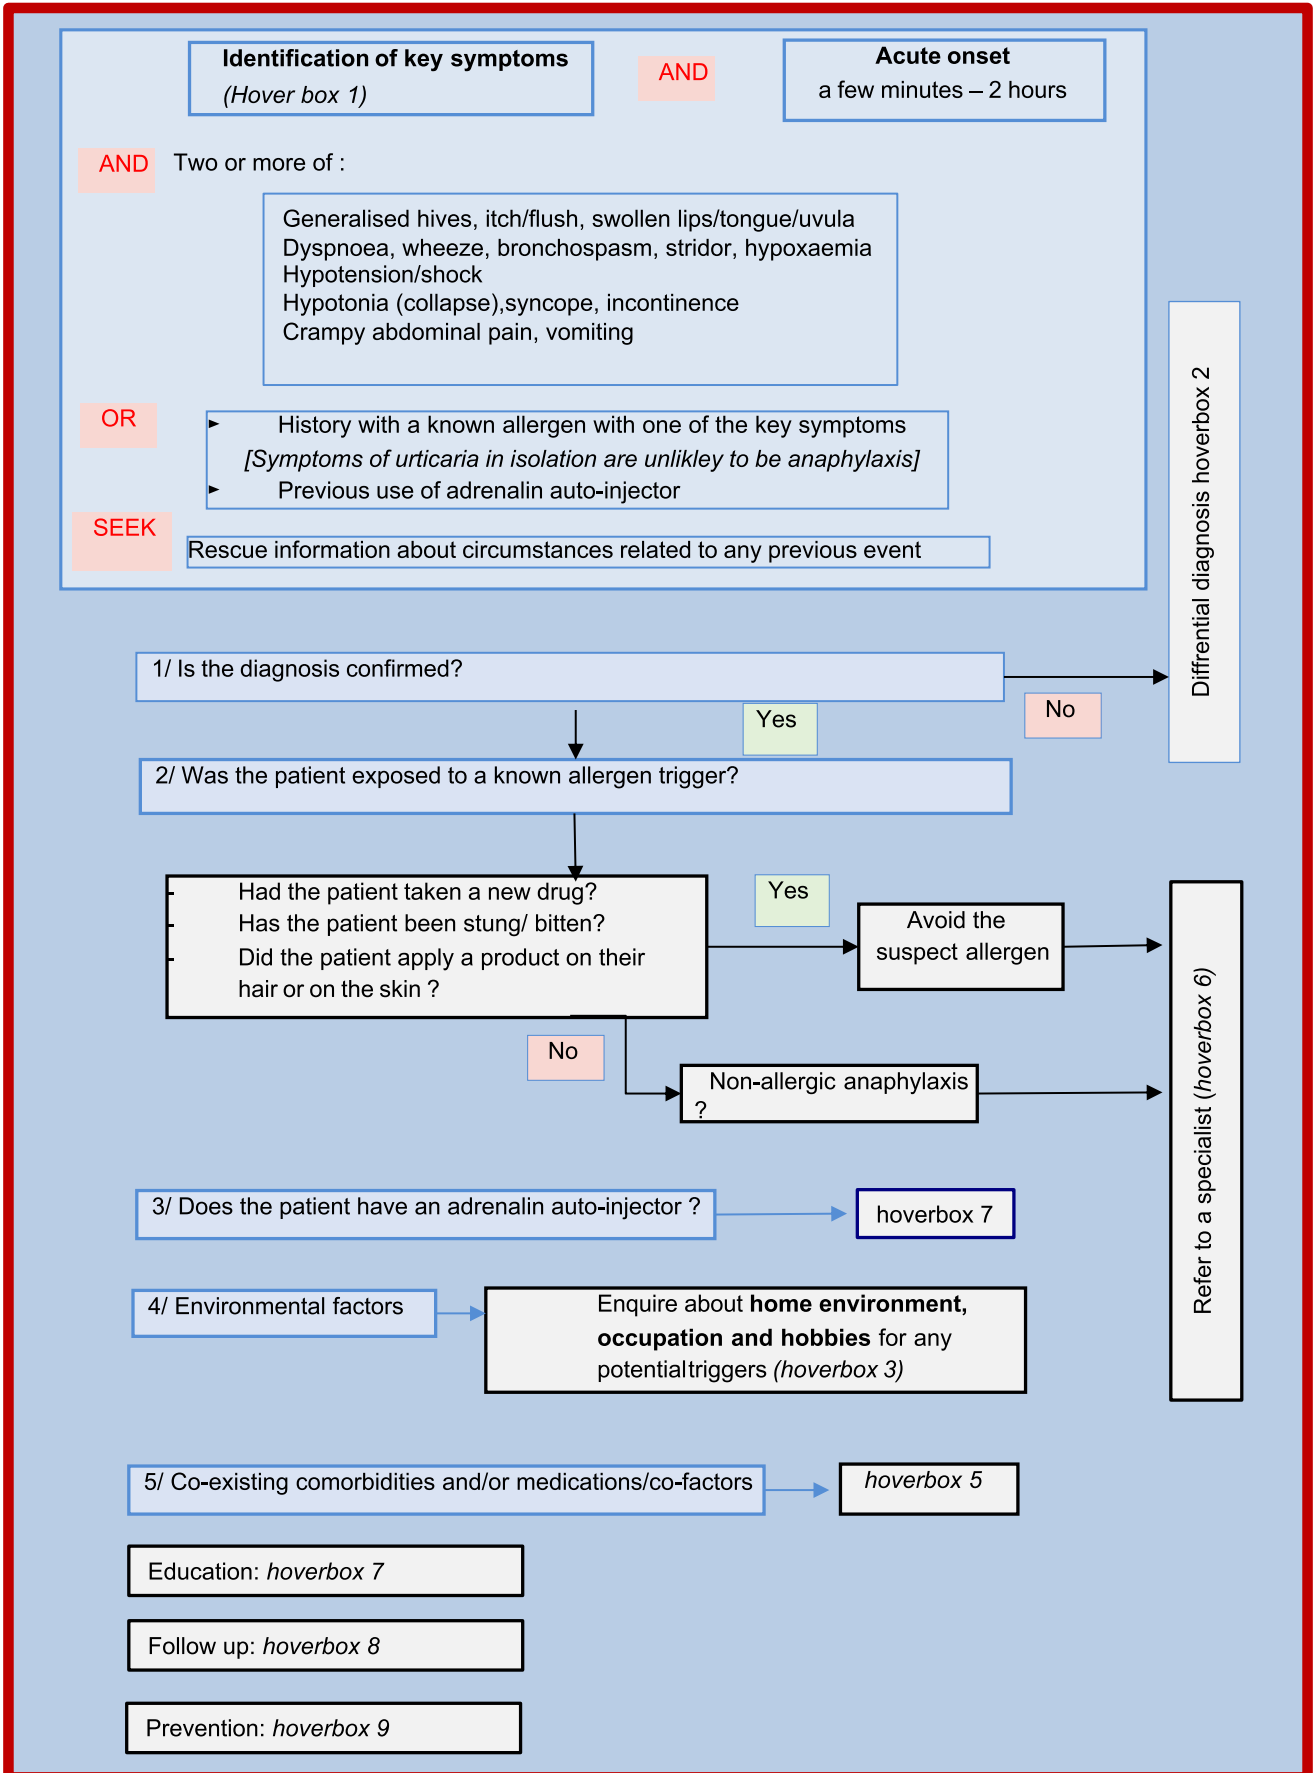 Identification of key symptoms
(Hover box 1)
AND
Acute onset
a few minutes – 2 hours
AND
Two or more of :
Generalised hives, itch/flush, swollen lips/tongue/uvula
Dyspnoea, wheeze, bronchospasm, stridor, hypoxaemia
Hypotension/shock
Hypotonia (collapse),syncope, incontinence
Crampy abdominal pain, vomiting
OR
► History with a known allergen with one of the key symptoms
[Symptoms of urticaria in isolation are unlikley to be anaphylaxis]
► Previous use of adrenalin auto-injector
SEEK
Rescue information about circumstances related to any previous event
Diffrential diagnosis hoverbox 2
1/ Is the diagnosis confirmed?
No
Yes
2/ Was the patient exposed to a known allergen trigger?
- Had the patient taken a new drug?
- Has the patient been stung/ bitten?
- Did the patient apply a product on their
hair or on the skin ?
Yes
Avoid the
suspect allergen
No
Non-allergic anaphylaxis
?
Refer to a specialist (hoverbox 6)
3/ Does the patient have an adrenalin auto-injector ?
hoverbox 7
4/ Environmental factors
Enquire about home environment,
occupation and hobbies for any
potentialtriggers (hoverbox 3)
5/ Co-existing comorbidities and/or medications/co-factors
hoverbox 5
Education: hoverbox 7
Follow up: hoverbox 8
Prevention: hoverbox 9